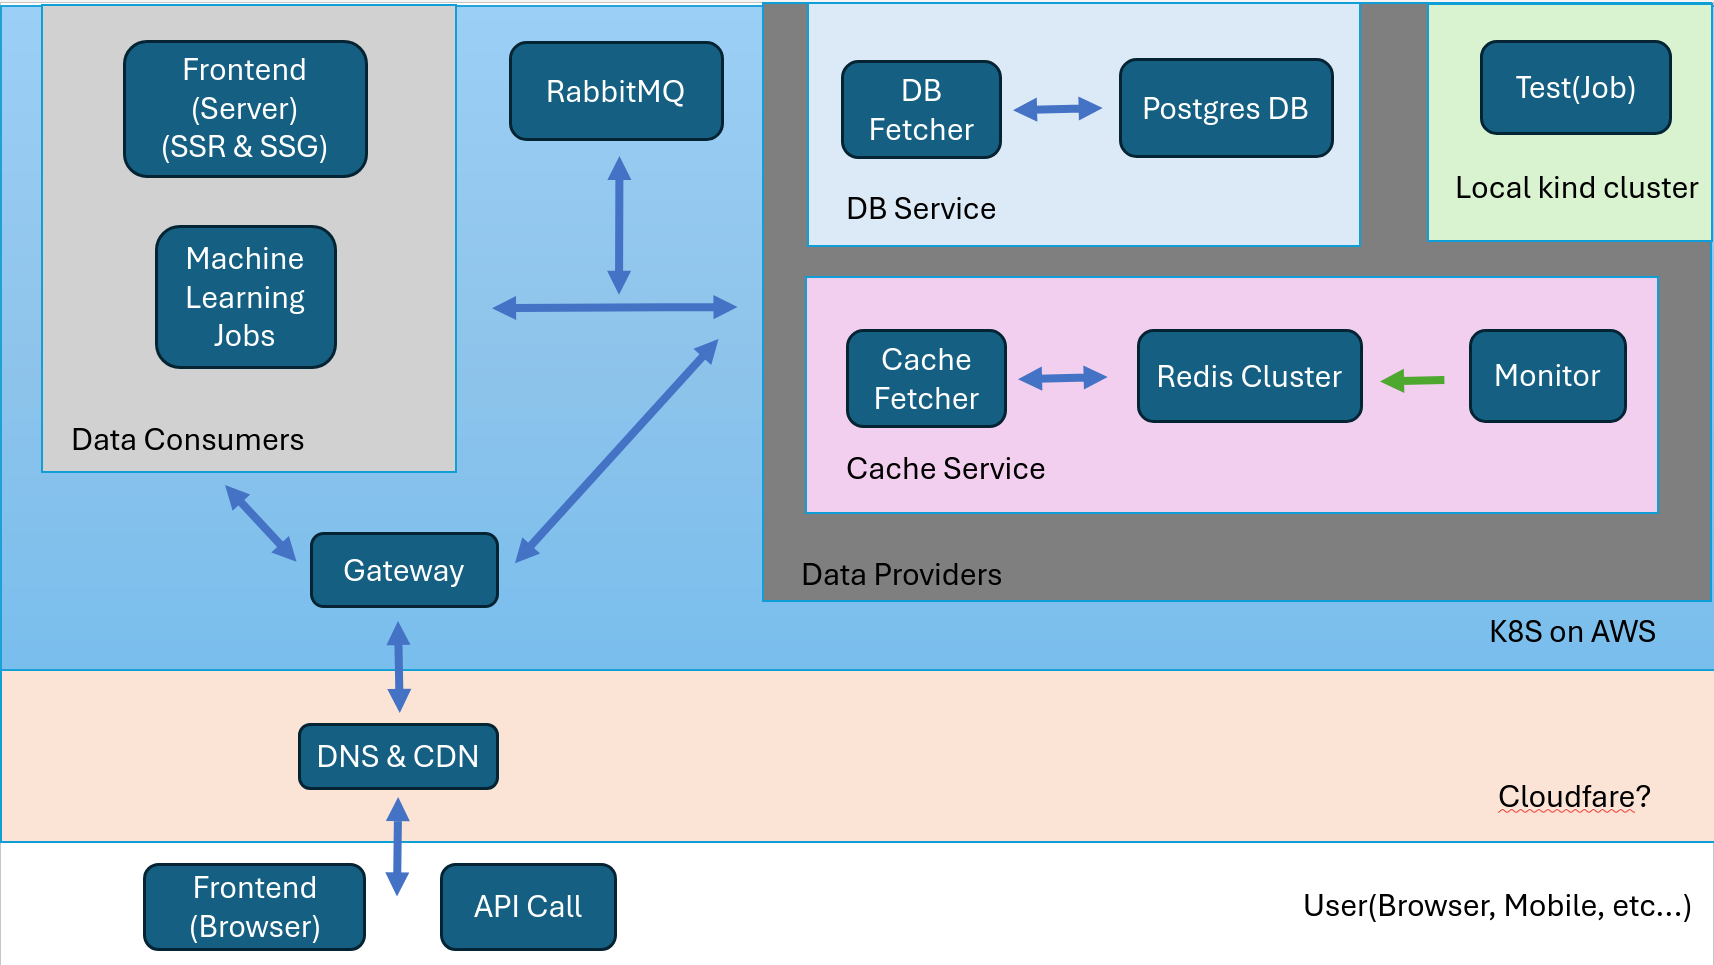 Frontend
(Server)
(SSR & SSG)
Machine
Learning
Jobs
Data Consumers
RabbitMQ
DB
Fetcher
Postgres DB
DB Service
Test(Job)
Local kind cluster
Cache
Fetcher
Redis Cluster
Monitor
Cache Service
Data Providers
Gateway
K8S on AWS
DNS & CDN
Cloudfare?
Frontend
(Browser)
API Call
User(Browser, Mobile, etc...)